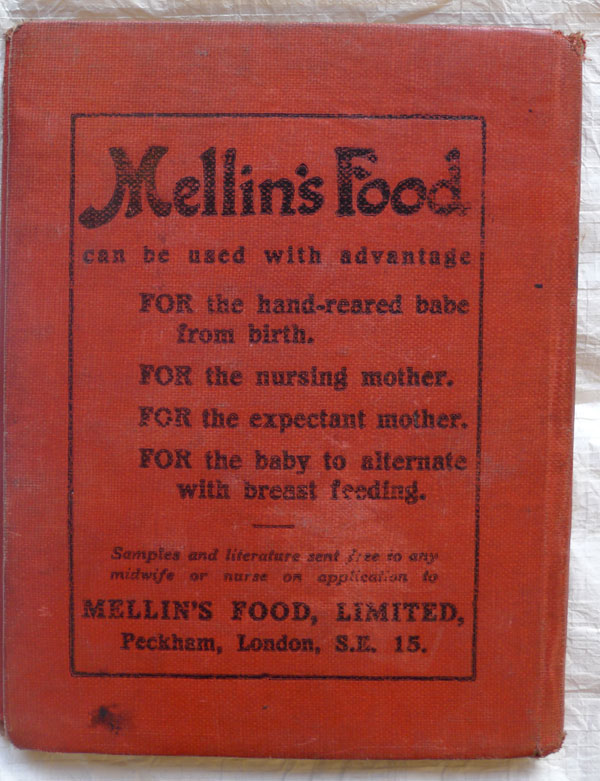 Mellin's Food
can be used with advantage
FOR the hand-reared babe
from birth.
FOR the nursing mother.
FOR the expectant mother.
FOR the baby to alternate
with breast feeding.
Samples and literature sent free to any
midwife or nurse on application to
MELLIN'S FOOD, LIMITED,
Peckham, London, S.E. 15.